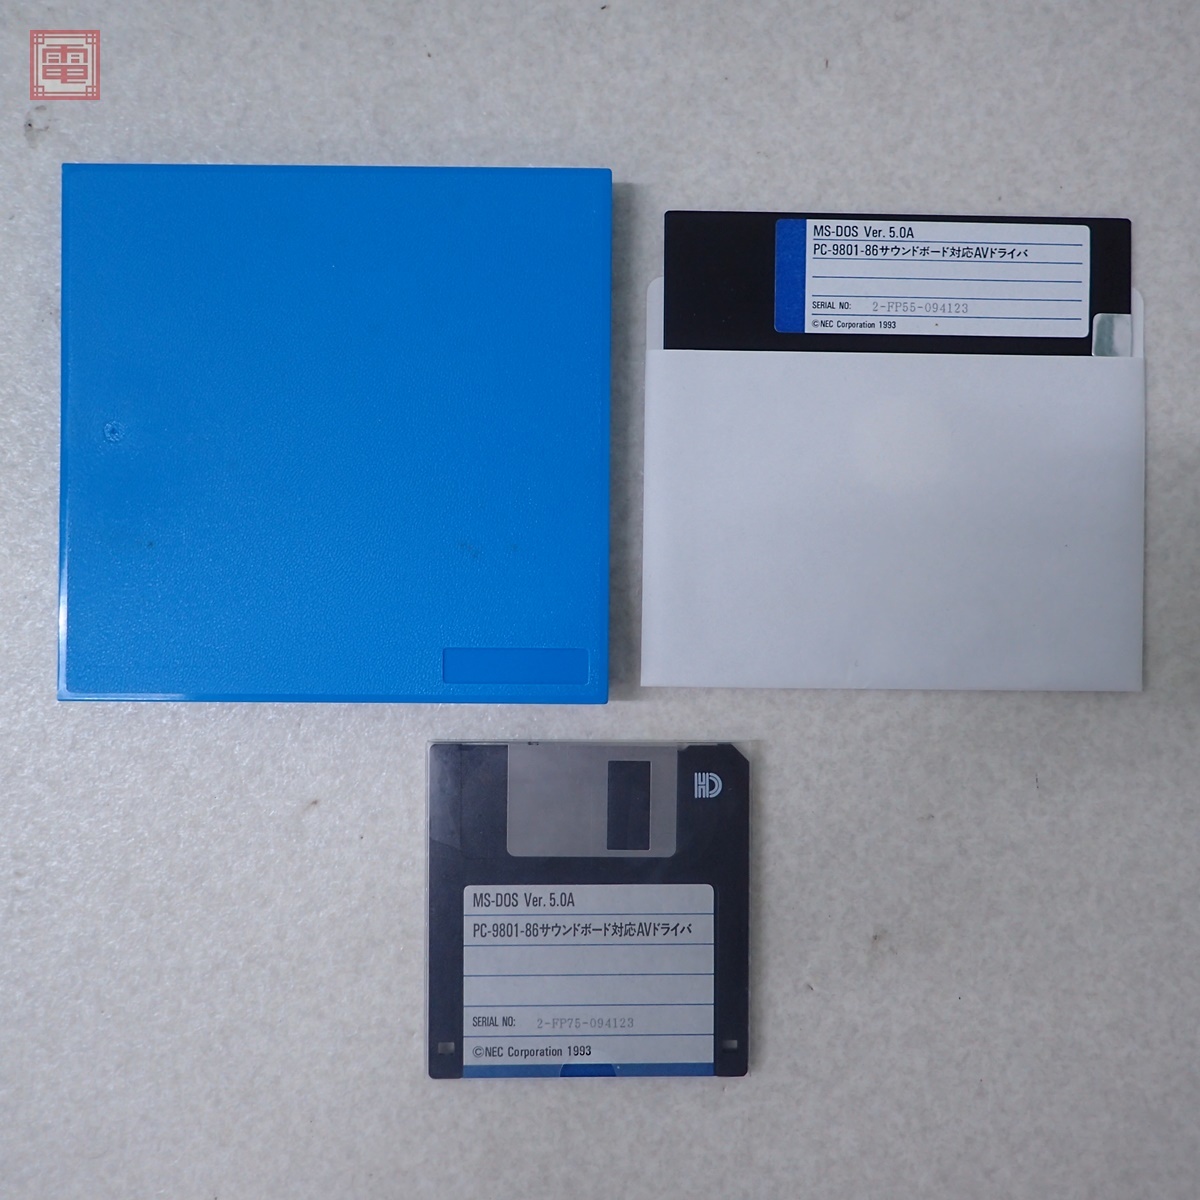 電
MS-DOS Ver. 5.0A
PC-9801-86サウンドボード対応AVドライバ
SERIAL NO: 2-FP55-094123
©NEC Corporation 1993
HD
MS-DOS Ver. 5.0A
PC-9801-86サウンドボード対応AVドライバ
SERIAL NO: 2-FP75-094123
©NEC Corporation 1993